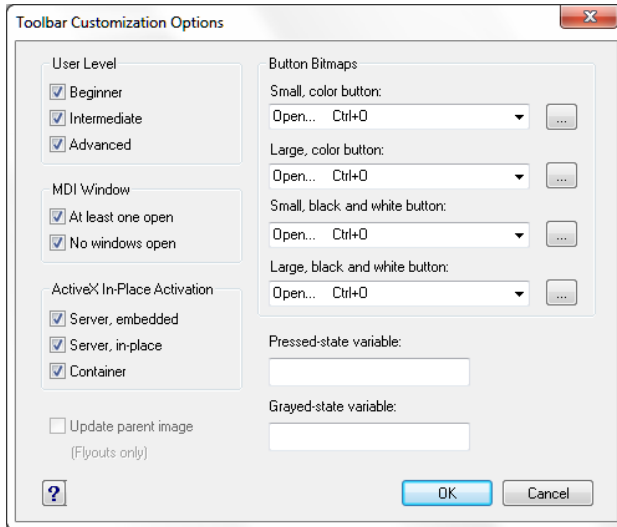 Toolbar Customization Options
x
User Level
Beginner
Intermediate
Advanced
MDI Window
At least one open
No windows open
ActiveX In-Place Activation
Server, embedded
Server, in-place
Container
Update parent image
(Flyouts only)
Button Bitmaps
Small, color button:
Open... Ctrl+O
...
Large, color button:
Open... Ctrl+O
...
Small, black and white button:
Open... Ctrl+O
...
Large, black and white button:
Open... Ctrl+O
...
Pressed-state variable:
Grayed-state variable:
?
OK Cancel